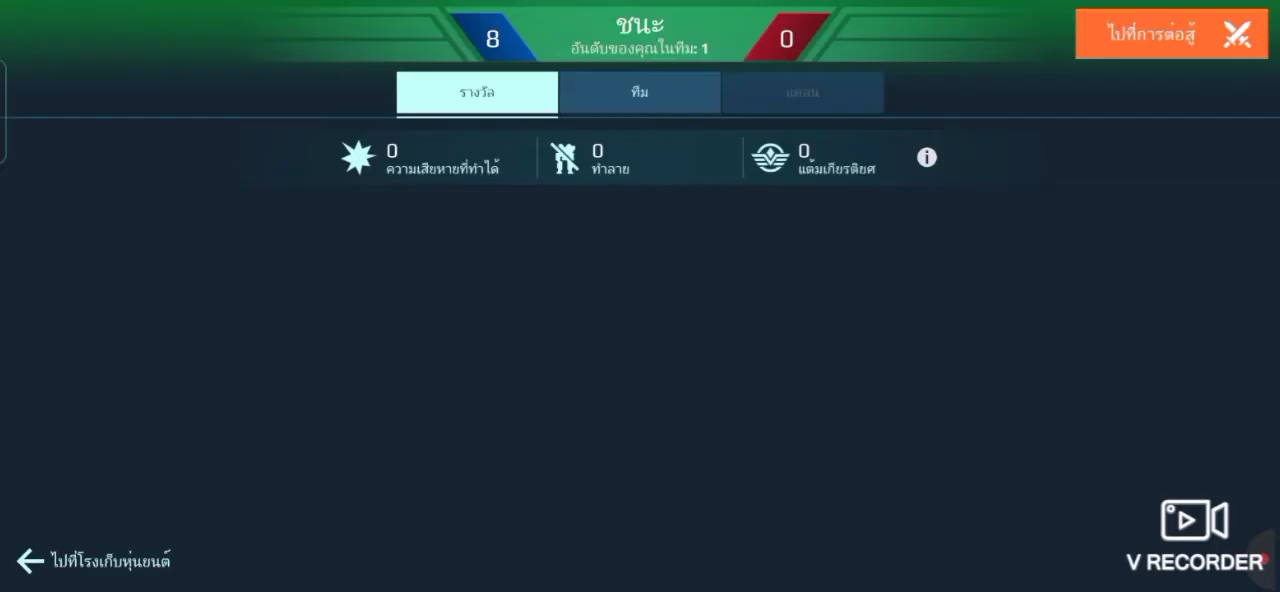 8
ชนะ
อันดับของคุณในทีม: 1
0
ไปที่การต่อสู้
รางวัล
ทีม
แคลน
0
ความเสียหายที่ทำได้
0
ทำลาย
0
แต้มเกียรติยศ
ไปที่โรงเก็บหุ่นยนต์
V RECORDER